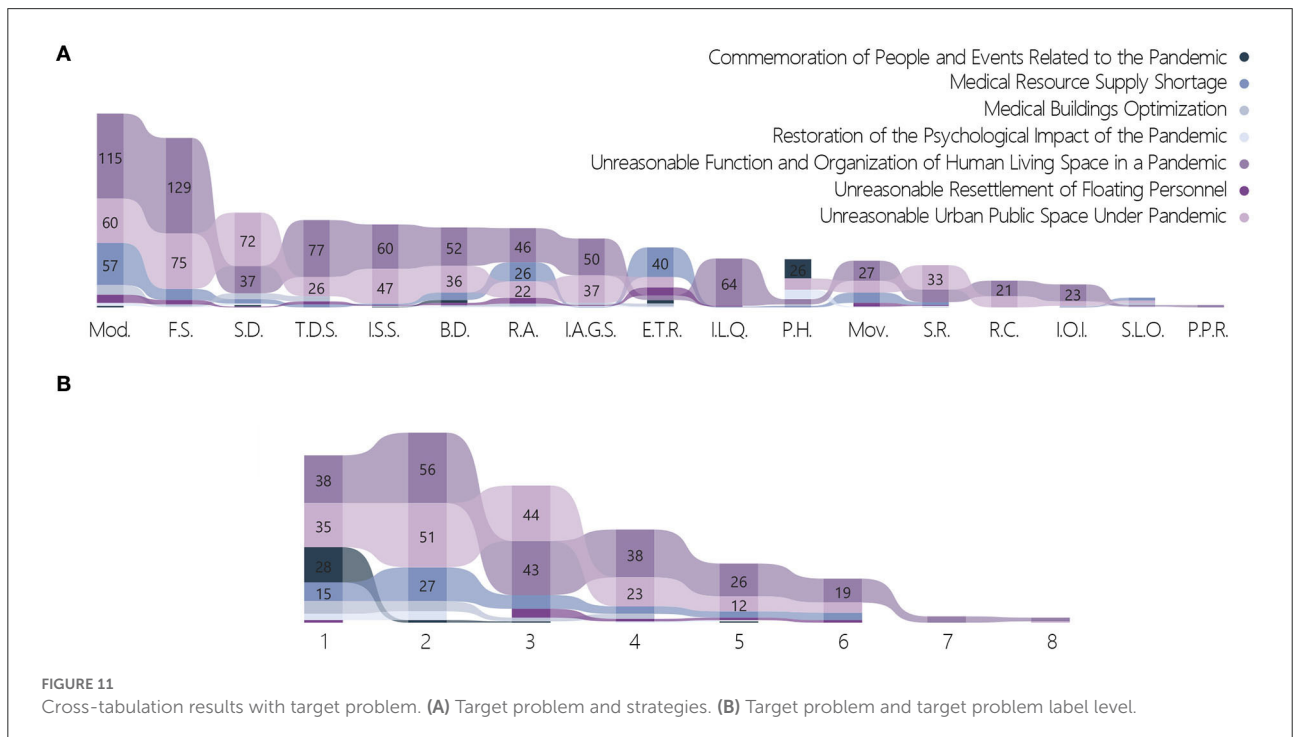 A
Commemoration of People and Events Related to the Pandemic
Medical Resource Supply Shortage
Medical Buildings Optimization
Restoration of the Psychological Impact of the Pandemic
Unreasonable Function and Organization of Human Living Space in a Pandemic
Unreasonable Resettlement of Floating Personnel
Unreasonable Urban Public Space Under Pandemic
115 129 72 77 60 52 46 50 40 64 26 27 33 21 23
60 75 37 26 47 36 26 37
57 22
Mod. F.S. S.D. T.D.S. I.S.S. B.D. R.A. I.A.G.S. E.T.R. I.L.Q. P.H. Mov. S.R. R.C. I.O.I. S.L.O. P.P.R.
B
38 56 44 38 26 19
35 51 43 23 12
28 27
15
1 2 3 4 5 6 7 8
FIGURE 11
Cross-tabulation results with target problem. (A) Target problem and strategies. (B) Target problem and target problem label level.